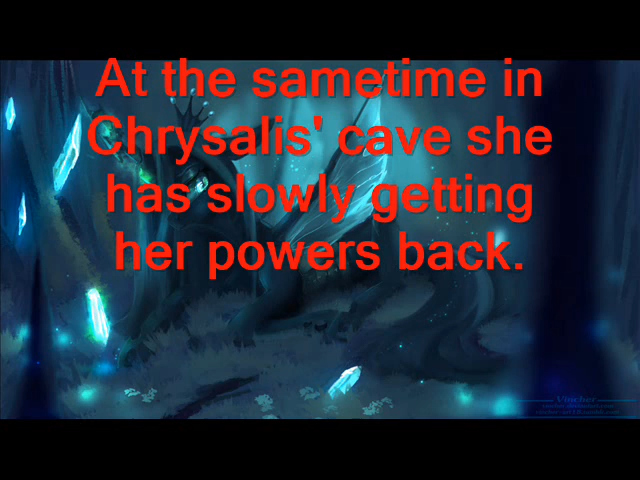 At the sametime in
Chrysalis' cave she
has slowly getting
her powers back.